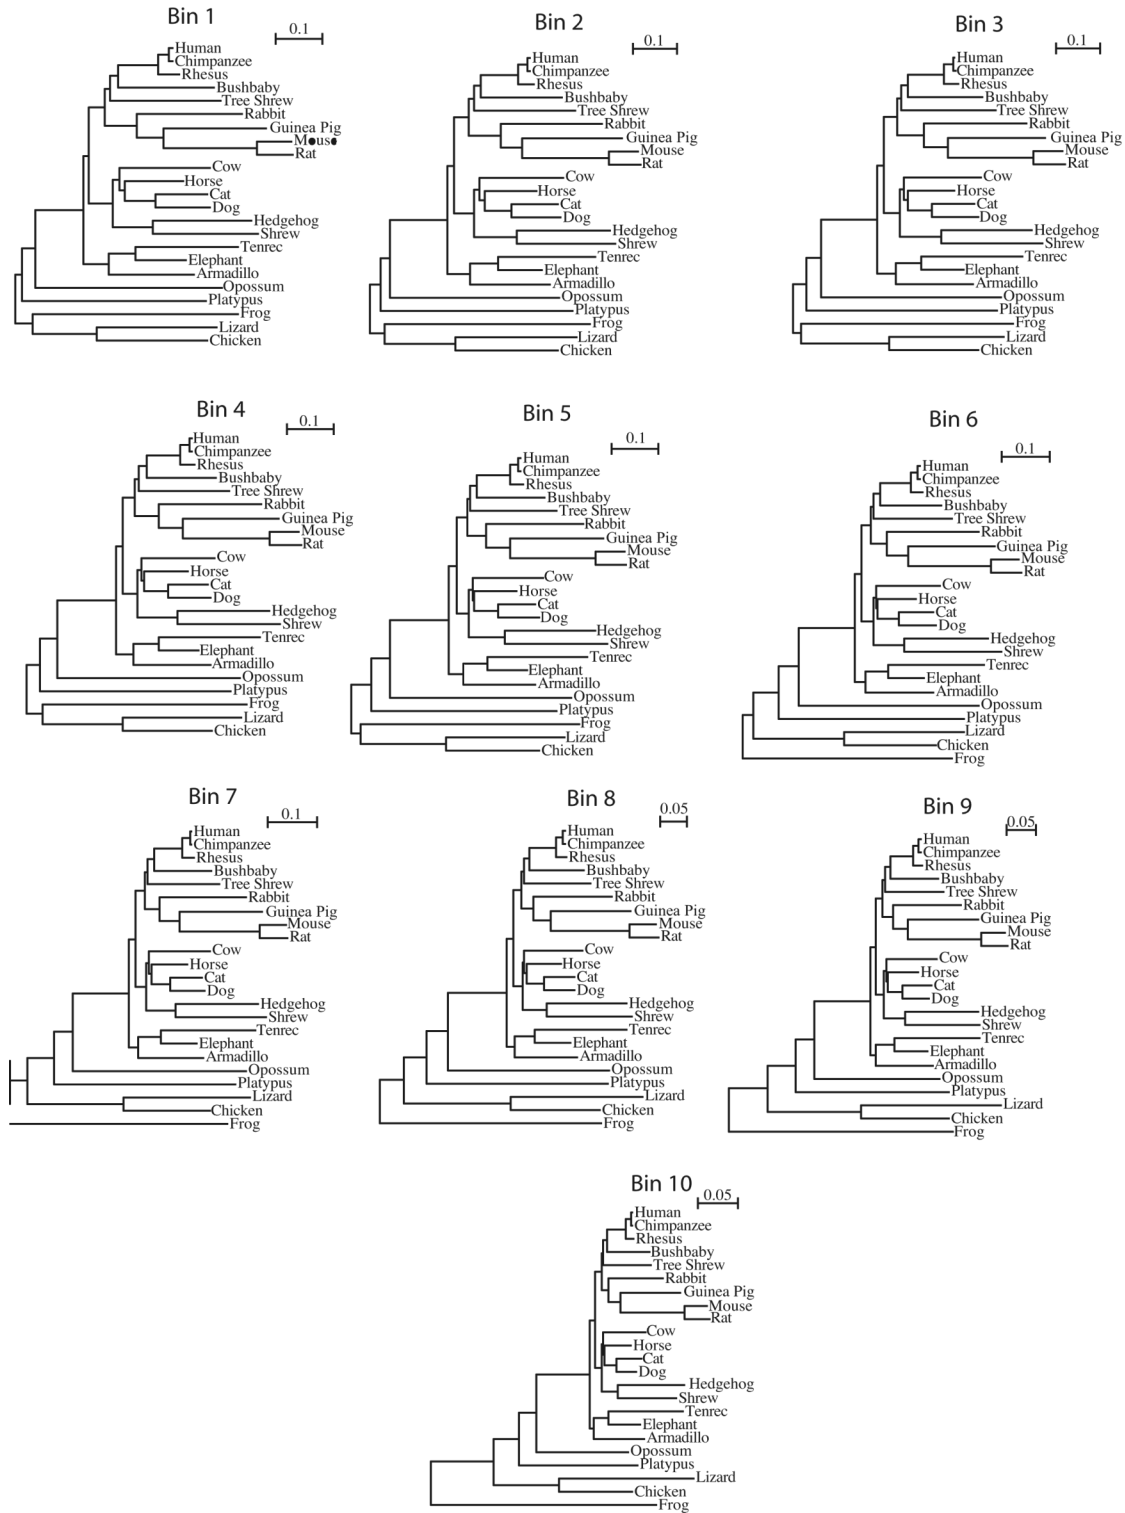 Bin 1
0.1
Human
Chimpanzee
Rhesus
Bushbaby
Tree Shrew
Rabbit
Guinea Pig
Mouse
Rat
Cow
Horse
Cat
Dog
Hedgehog
Shrew
Tenrec
Elephant
Armadillo
Opossum
Platypus
Frog
Lizard
Chicken
Bin 2
0.1
Human
Chimpanzee
Rhesus
Bushbaby
Tree Shrew
Rabbit
Guinea Pig
Mouse
Rat
Cow
Horse
Cat
Dog
Hedgehog
Shrew
Tenrec
Elephant
Armadillo
Opossum
Platypus
Frog
Lizard
Chicken
Bin 3
0.1
Human
Chimpanzee
Rhesus
Bushbaby
Tree Shrew
Rabbit
Guinea Pig
Mouse
Rat
Cow
Horse
Cat
Dog
Hedgehog
Shrew
Tenrec
Elephant
Armadillo
Opossum
Platypus
Frog
Lizard
Chicken
Bin 4
0.1
Human
Chimpanzee
Rhesus
Bushbaby
Tree Shrew
Rabbit
Guinea Pig
Mouse
Rat
Cow
Horse
Cat
Dog
Hedgehog
Shrew
Tenrec
Elephant
Armadillo
Opossum
Platypus
Frog
Lizard
Chicken
Bin 5
0.1
Human
Chimpanzee
Rhesus
Bushbaby
Tree Shrew
Rabbit
Guinea Pig
Mouse
Rat
Cow
Horse
Cat
Dog
Hedgehog
Shrew
Tenrec
Elephant
Armadillo
Opossum
Platypus
Frog
Lizard
Chicken
Bin 6
0.1
Human
Chimpanzee
Rhesus
Bushbaby
Tree Shrew
Rabbit
Guinea Pig
Mouse
Rat
Cow
Horse
Cat
Dog
Hedgehog
Shrew
Tenrec
Elephant
Armadillo
Opossum
Platypus
Lizard
Chicken
Frog
Bin 7
0.1
Human
Chimpanzee
Rhesus
Bushbaby
Tree Shrew
Rabbit
Guinea Pig
Mouse
Rat
Cow
Horse
Cat
Dog
Hedgehog
Shrew
Tenrec
Elephant
Armadillo
Opossum
Platypus
Lizard
Chicken
Frog
Bin 8
0.05
Human
Chimpanzee
Rhesus
Bushbaby
Tree Shrew
Rabbit
Guinea Pig
Mouse
Rat
Cow
Horse
Cat
Dog
Hedgehog
Shrew
Tenrec
Elephant
Armadillo
Opossum
Platypus
Lizard
Chicken
Frog
Bin 9
0.05
Human
Chimpanzee
Rhesus
Bushbaby
Tree Shrew
Rabbit
Guinea Pig
Mouse
Rat
Cow
Horse
Cat
Dog
Hedgehog
Shrew
Tenrec
Elephant
Armadillo
Opossum
Platypus
Lizard
Chicken
Frog
Bin 10
0.05
Human
Chimpanzee
Rhesus
Bushbaby
Tree Shrew
Rabbit
Guinea Pig
Mouse
Rat
Cow
Horse
Cat
Dog
Hedgehog
Shrew
Tenrec
Elephant
Armadillo
Opossum
Platypus
Lizard
Chicken
Frog